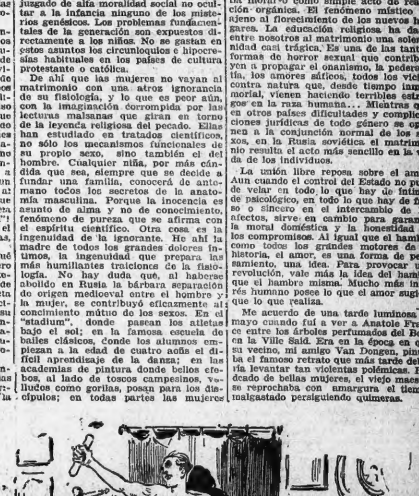 juzgado de alta moralidad social no ocul-
tar a la infancia ninguno de los miste-
rios genésicos. Los problemas fundamen-
tales de la generación son expuestos di-
rectamente a los niños. No se gastan en
estos asuntos los circunloquios e hipocre-
sías habituales en los países de cultura
protestante o católica.
De ahí que las mujeres no vayan al
matrimonio con una atroz ignorancia
de su fisiología, y lo que es peor aún,
con la imaginación corrompida por las
lecturas malsanas que giran en torno
de la leyenda religiosa del pecado. Ellas
han estudiado en tratados científicos,
no sólo los mecanismos funcionales de
su propio sexo, sino también el del
hombre. Cualquier niña, por más cán-
dida que sea, siempre que se decide a
fundar una familia, conocerá de ante-
mano todos los secretos de la anato-
mía masculina. Porque la inocencia es
asunto de alma y no de conocimiento,
fenómeno de pureza que se afirma con
el espíritu científico. Otra cosa es la
ingenuidad de la ignorante. He ahí la
madre de todos los grandes dolores fe-
meninos, la ingenuidad que prepara las
más humillantes traiciones de la fisio-
logía. No hay duda que, al haberse
abolido en Rusia la bárbara separación
de origen medioeval entre el hombre y
la mujer, se contribuyó eficazmente al
conocimiento mútuo de los sexos. En el
"stadium", donde pasean los atletas
bajo el sol; en la famosa escuela de
bailes clásicos, donde los alumnos em-
piezan a la edad de cuatro años el di-
fícil aprendizaje de la danza; en las
academias de pintura donde bellos efe-
bos, al lado de toscos campesinos, ve-
lludos como gorilas, posan para los dis-
cípulos; en todas partes las mujeres
ción orgánica. El fenómeno místico
ajeno al florecimiento de los nuevos
gares. La educación religiosa ha da
entre nosotros al matrimonio una solem
nidad casi trágica. Es una de las tan
formas de horror sexual que contrib
yen a propagar el onanismo, la pederas
tía, los amores sáficos, todos los vic
contra natura que, desde tiempo inm
morial, vienen haciendo terribles est
gos en la raza humana... Mientras
en otros países dificultades y complic
ciones jurídicas de todo género se op
nen a la conjunción normal de los
xos, en la Rusia soviética el matrim
nio resulta el acto más sencillo en la
da de los individuos.
La unión libre reposa sobre el am
Aun cuando el control del Estado no pu
de velar en todo lo que hay de íntim
de psicológico, en todo lo que hay de
so o sincero en el intercambio de
afectos, sirve en cambio para garan
la moral doméstica y la honestidad
los compromisos. Al igual que el hamb
como todos los grandes motores de
historia, el amor, es una forma de pe
samiento, una idea. Para provocar
revolución, vale más la idea del ham
que el hambre misma. Mucho más in
rés humano posee lo que el amor sugi
que lo que realiza.
Me acuerdo de una tarde luminosa
mayo cuando fuí a ver a Anatole Fra
ce entre los árboles perfumados del Bo
en la Ville Said. Era en la época en q
su vecino, mi amigo Van Dongen, pin
ba el famoso retrato que más tarde de
ría levantar tan violentas polémicas.
deado de bellas mujeres, el viejo maes
se reprochaba con amargura el tiem
malgastado persiguiendo quimeras.